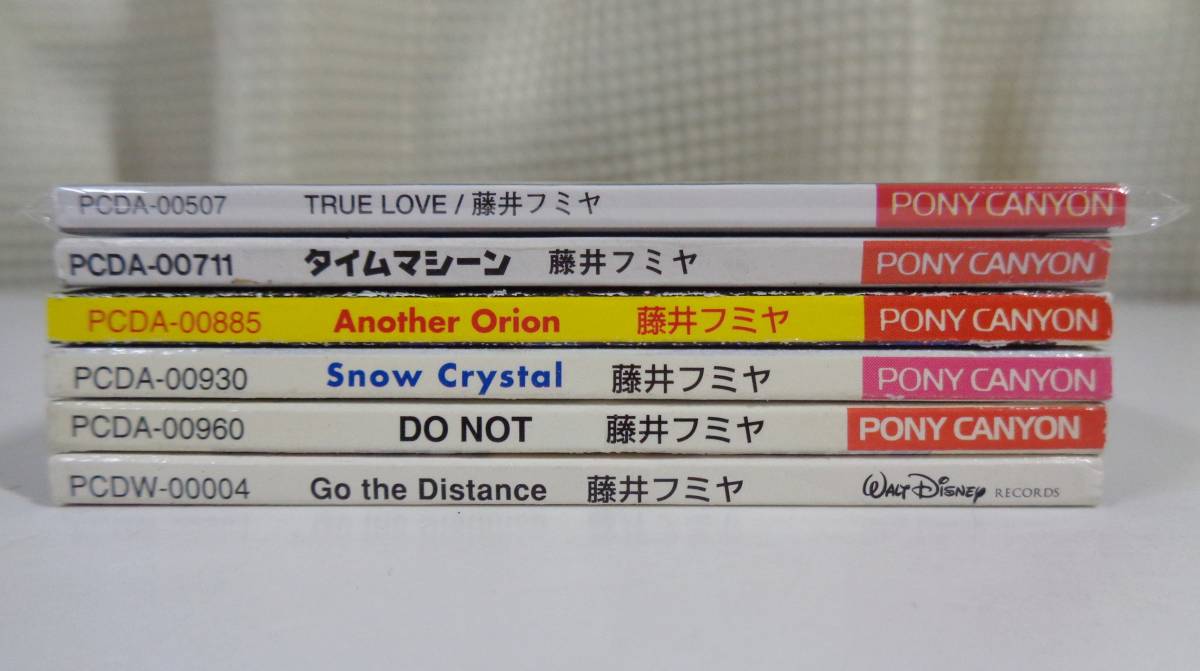 PCDA-00507 TRUE LOVE / 藤井フミヤ PONY CANYON
PCDA-00711 タイムマシーン 藤井フミヤ PONY CANYON
PCDA-00885 Another Orion 藤井フミヤ PONY CANYON
PCDA-00930 Snow Crystal 藤井フミヤ PONY CANYON
PCDA-00960 DO NOT 藤井フミヤ PONY CANYON
PCDW-00004 Go the Distance 藤井フミヤ WALT DISNEY RECORDS